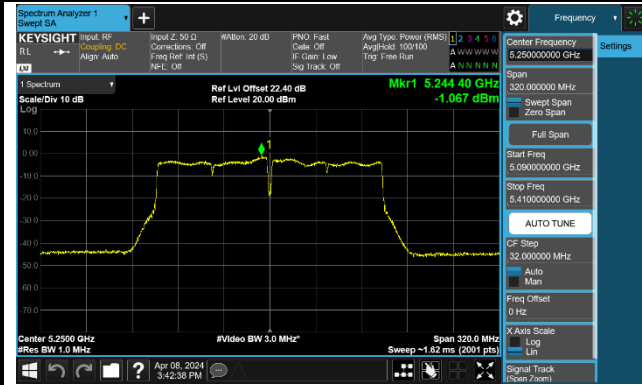 Spectrum Analyzer 1
Swept SA
Frequency
KEYSIGHT
RL
LXI
Input: RF
Coupling: DC
Align: Auto
Input Z: 50 Ω
Corrections: Off
Freq Ref: Int (S)
NFE: Off
#Atten: 20 dB
PNO: Fast
Gate: Off
IF Gain: Low
Sig Track: Off
Avg Type: Power (RMS)
Avg|Hold: 100/100
Trig: Free Run
1 2 3 4 5 6
A W W W W W
A N N N N N
1 Spectrum
Scale/Div 10 dB
Log
Ref Lvl Offset 22.40 dB
Ref Level 20.00 dBm
Mkr1 5.244 40 GHz
-1.067 dBm
10.0
0.00
-10.0
-20.0
-30.0
-40.0
-50.0
-60.0
-70.0
1
Center 5.2500 GHz
#Res BW 1.0 MHz
#Video BW 3.0 MHz*
Span 320.0 MHz
Sweep ~1.62 ms (2001 pts)
Apr 08, 2024
3:42:38 PM
Center Frequency
5.250000000 GHz
Settings
Span
320.000000 MHz
Swept Span
Zero Span
Full Span
Start Freq
5.090000000 GHz
Stop Freq
5.410000000 GHz
AUTO TUNE
CF Step
32.000000 MHz
Auto
Man
Freq Offset
0 Hz
X Axis Scale
Log
Lin
Signal Track
(Span Zoom)